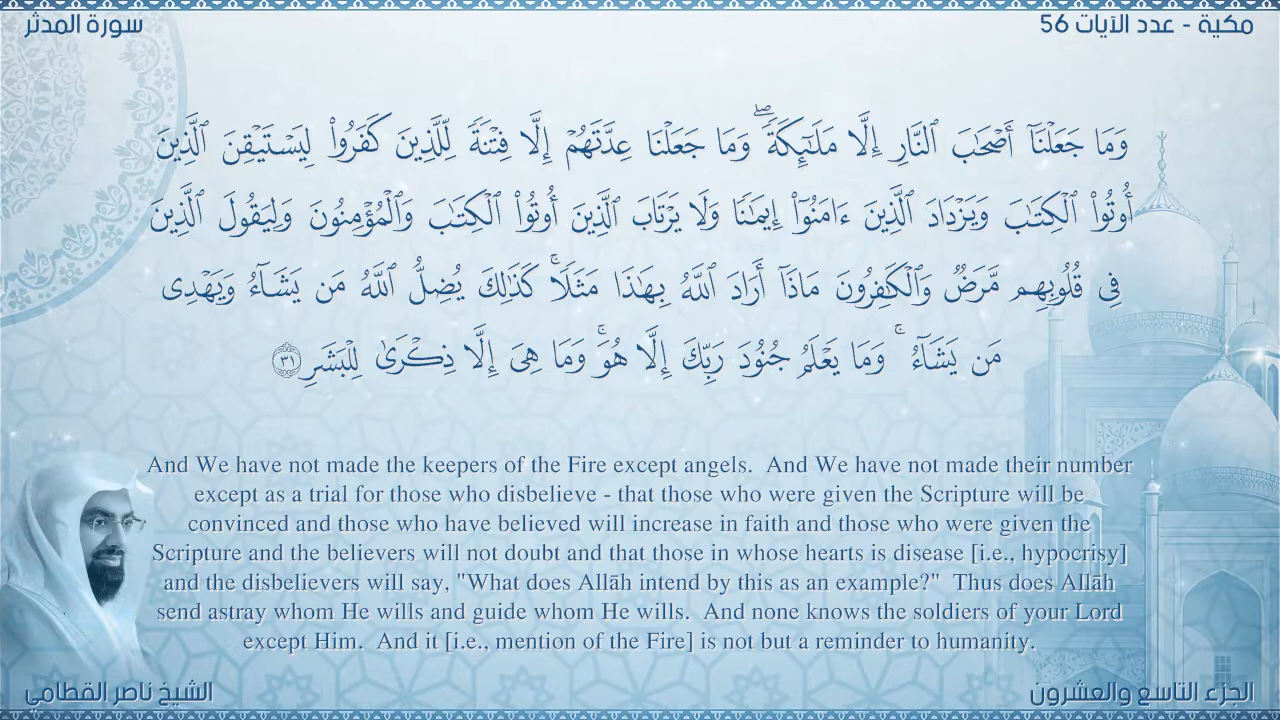 مكية - عدد الآيات 56
سورة المدثر
وَمَا جَعَلْنَآ أَصْحَٰبَ ٱلنَّارِ إِلَّا مَلَٰٓئِكَةً ۖ وَمَا جَعَلْنَا عِدَّتَهُمْ إِلَّا فِتْنَةً لِّلَّذِينَ كَفَرُوا۟ لِيَسْتَيْقِنَ ٱلَّذِينَ
أُوتُوا۟ ٱلْكِتَٰبَ وَيَزْدَادَ ٱلَّذِينَ ءَامَنُوٓا۟ إِيمَٰنًا وَلَا يَرْتَابَ ٱلَّذِينَ أُوتُوا۟ ٱلْكِتَٰبَ وَٱلْمُؤْمِنُونَ وَلِيَقُولَ ٱلَّذِينَ
فِى قُلُوبِهِم مَّرَضٌ وَٱلْكَٰفِرُونَ مَاذَآ أَرَادَ ٱللَّهُ بِهَٰذَا مَثَلًا ۚ كَذَٰلِكَ يُضِلُّ ٱللَّهُ مَن يَشَآءُ وَيَهْدِى
مَن يَشَآءُ ۚ وَمَا يَعْلَمُ جُنُودَ رَبِّكَ إِلَّا هُوَ ۚ وَمَا هِىَ إِلَّا ذِكْرَىٰ لِلْبَشَرِ ٣١
And We have not made the keepers of the Fire except angels.  And We have not made their number
except as a trial for those who disbelieve - that those who were given the Scripture will be
convinced and those who have believed will increase in faith and those who were given the
Scripture and the believers will not doubt and that those in whose hearts is disease [i.e., hypocrisy]
and the disbelievers will say, "What does Allāh intend by this as an example?"  Thus does Allāh
send astray whom He wills and guide whom He wills.  And none knows the soldiers of your Lord
except Him.  And it [i.e., mention of the Fire] is not but a reminder to humanity.
الجزء التاسع والعشرون
الشيخ ناصر القطامي